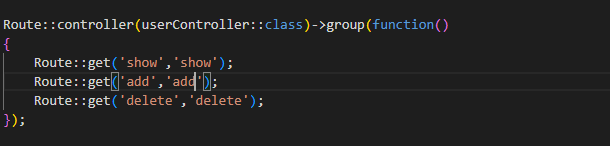 Route::controller(userController::class)->group(function()
{
    Route::get('show','show');
    Route::get('add','add');
    Route::get('delete','delete');
});